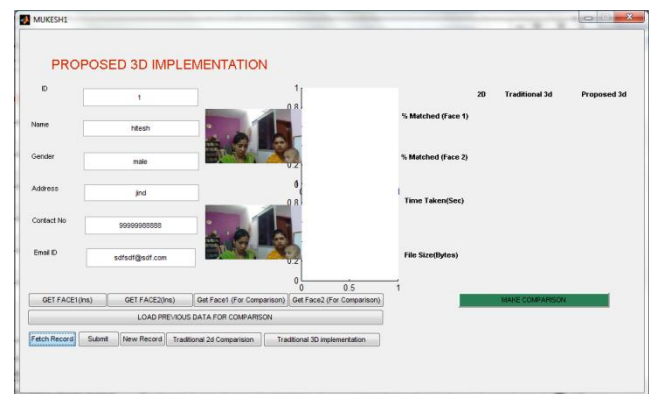 MUKESH1
PROPOSED 3D IMPLEMENTATION
ID 1
Name hitesh
Gender male
Address jind
Contact No 99999988888
Email ID sdfsdf@jsdf.com
1
0.8
0.2
0
0.8
0.2
0
0 0.5 1
2D Traditional 3d Proposed 3d
% Matched (Face 1)
% Matched (Face 2)
Time Taken(Sec)
File Size(Bytes)
GET FACE1(Ins) GET FACE2(Ins) Get Face1 (For Comparison) Get Face2 (For Comparison)
MAKE COMPARISON
LOAD PREVIOUS DATA FOR COMPARISON
Fetch Record Submit New Record Traditional 2d Comparision Traditional 3D implementation